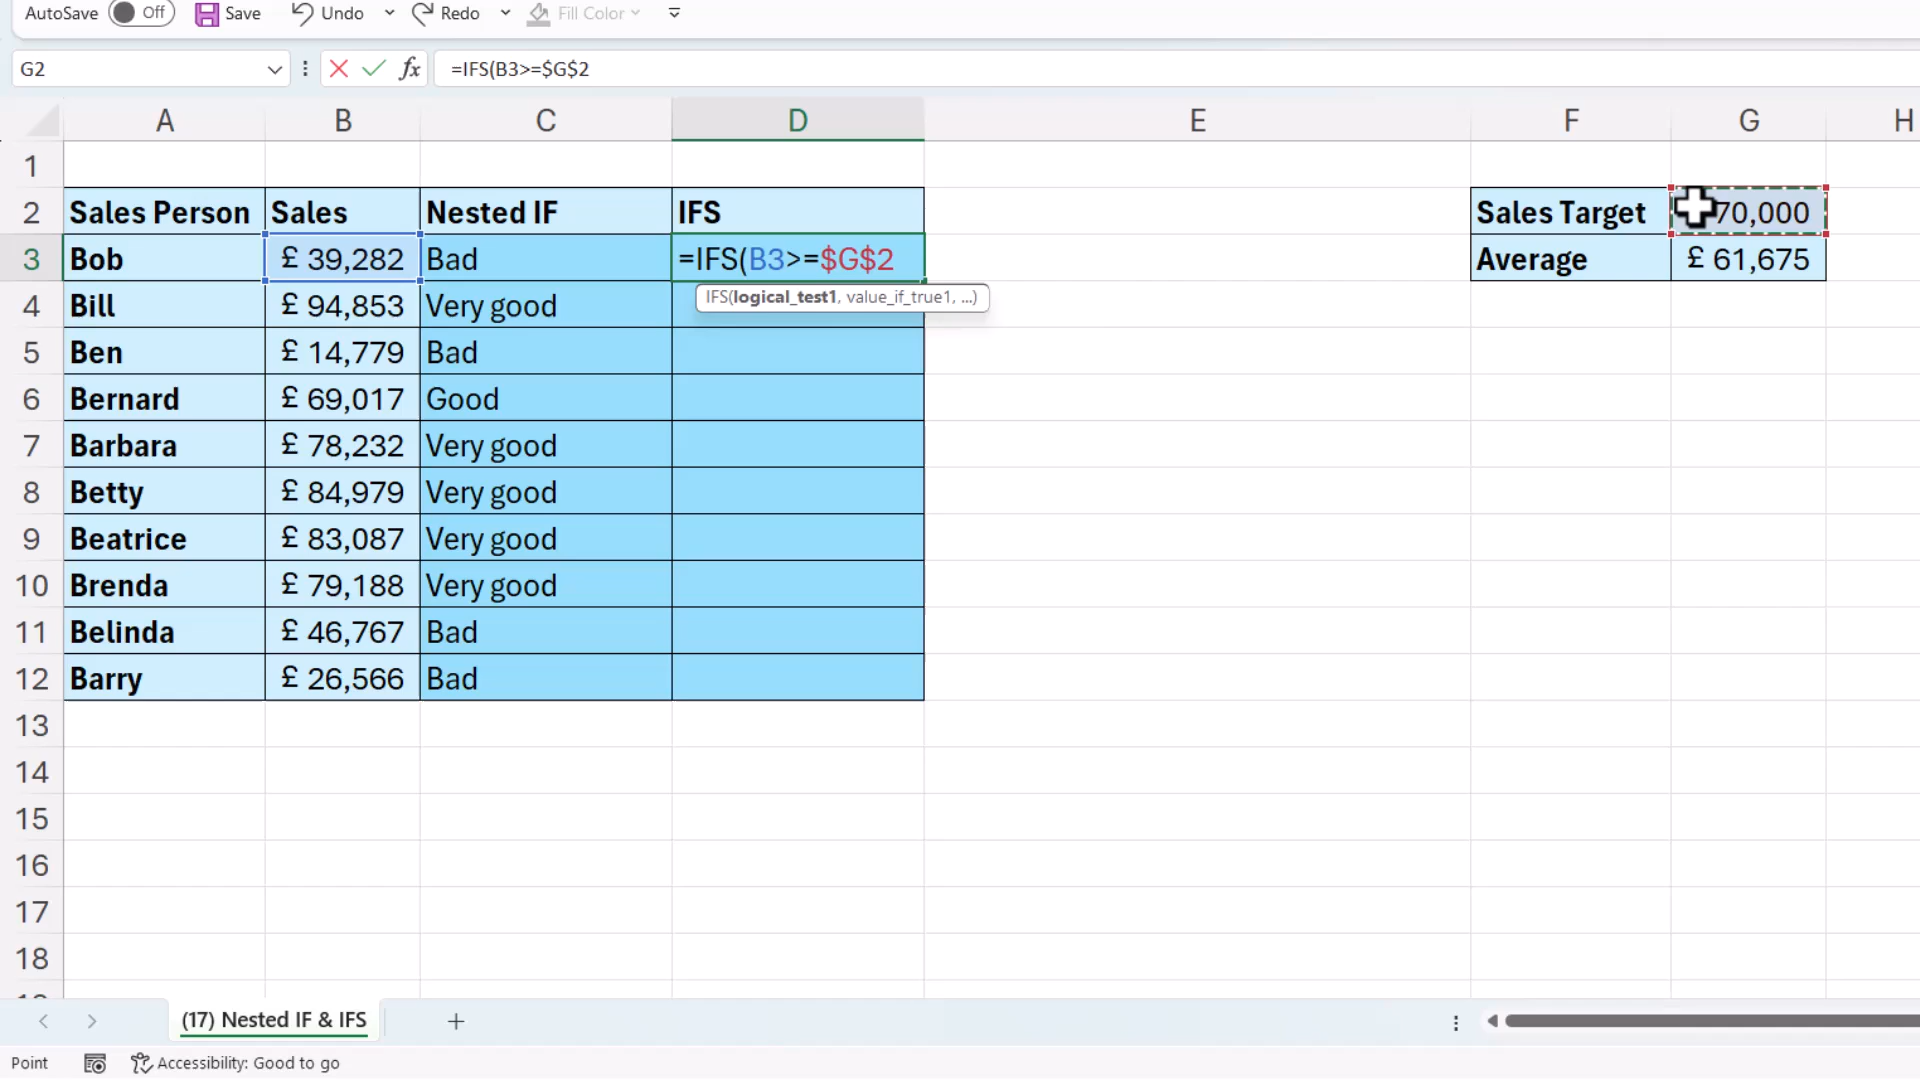 AutoSave Off Save Undo Redo Fill Color
G2 fx =IFS(B3>=$G$2
A B C D E F G H
1
2 Sales Person Sales Nested IF IFS Sales Target 70,000
3 Bob £ 39,282 Bad =IFS(B3>=$G$2 Average £ 61,675
IFS(logical_test1, value_if_true1, ...)
4 Bill £ 94,853 Very good
5 Ben £ 14,779 Bad
6 Bernard £ 69,017 Good
7 Barbara £ 78,232 Very good
8 Betty £ 84,979 Very good
9 Beatrice £ 83,087 Very good
10 Brenda £ 79,188 Very good
11 Belinda £ 46,767 Bad
12 Barry £ 26,566 Bad
13
14
15
16
17
18
(17) Nested IF & IFS
Point Accessibility: Good to go